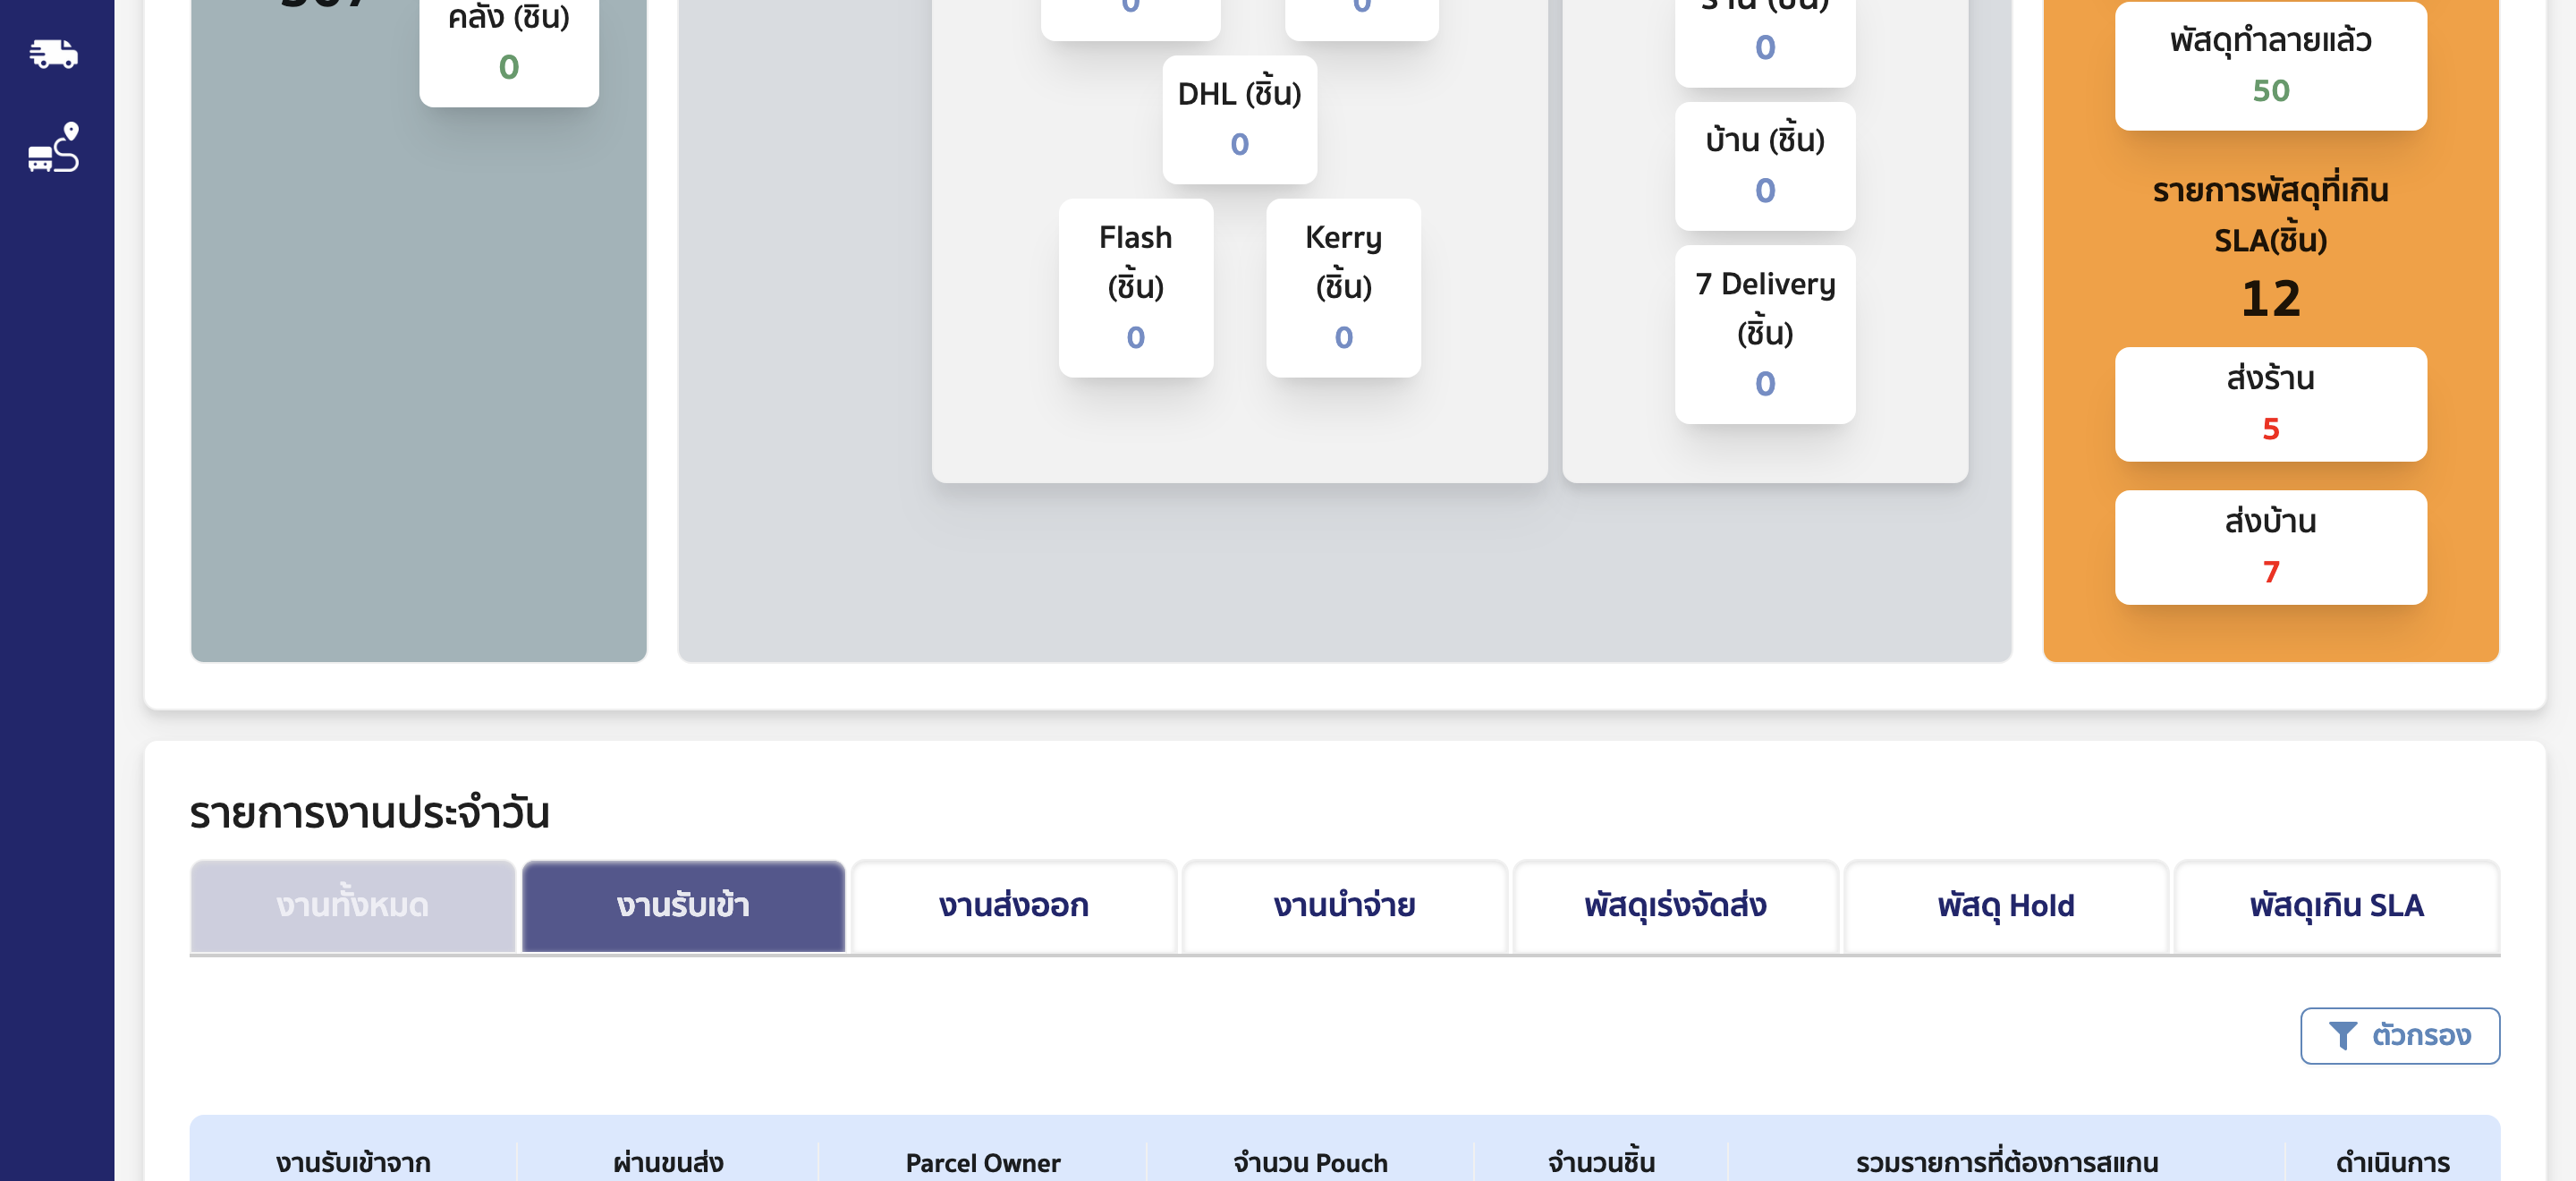 คลัง (ชิ้น)
0
0
0
DHL (ชิ้น)
0
Flash
(ชิ้น)
0
Kerry
(ชิ้น)
0
0
บ้าน (ชิ้น)
0
7 Delivery
(ชิ้น)
0
พัสดุทำลายแล้ว
50
รายการพัสดุที่เกิน
SLA(ชิ้น)
12
ส่งร้าน
5
ส่งบ้าน
7
รายการงานประจำวัน
งานทั้งหมด
งานรับเข้า
งานส่งออก
งานนำจ่าย
พัสดุเร่งจัดส่ง
พัสดุ Hold
พัสดุเกิน SLA
ตัวกรอง
งานรับเข้าจาก
ผ่านขนส่ง
Parcel Owner
จำนวน Pouch
จำนวนชิ้น
รวมรายการที่ต้องการสแกน
ดำเนินการ